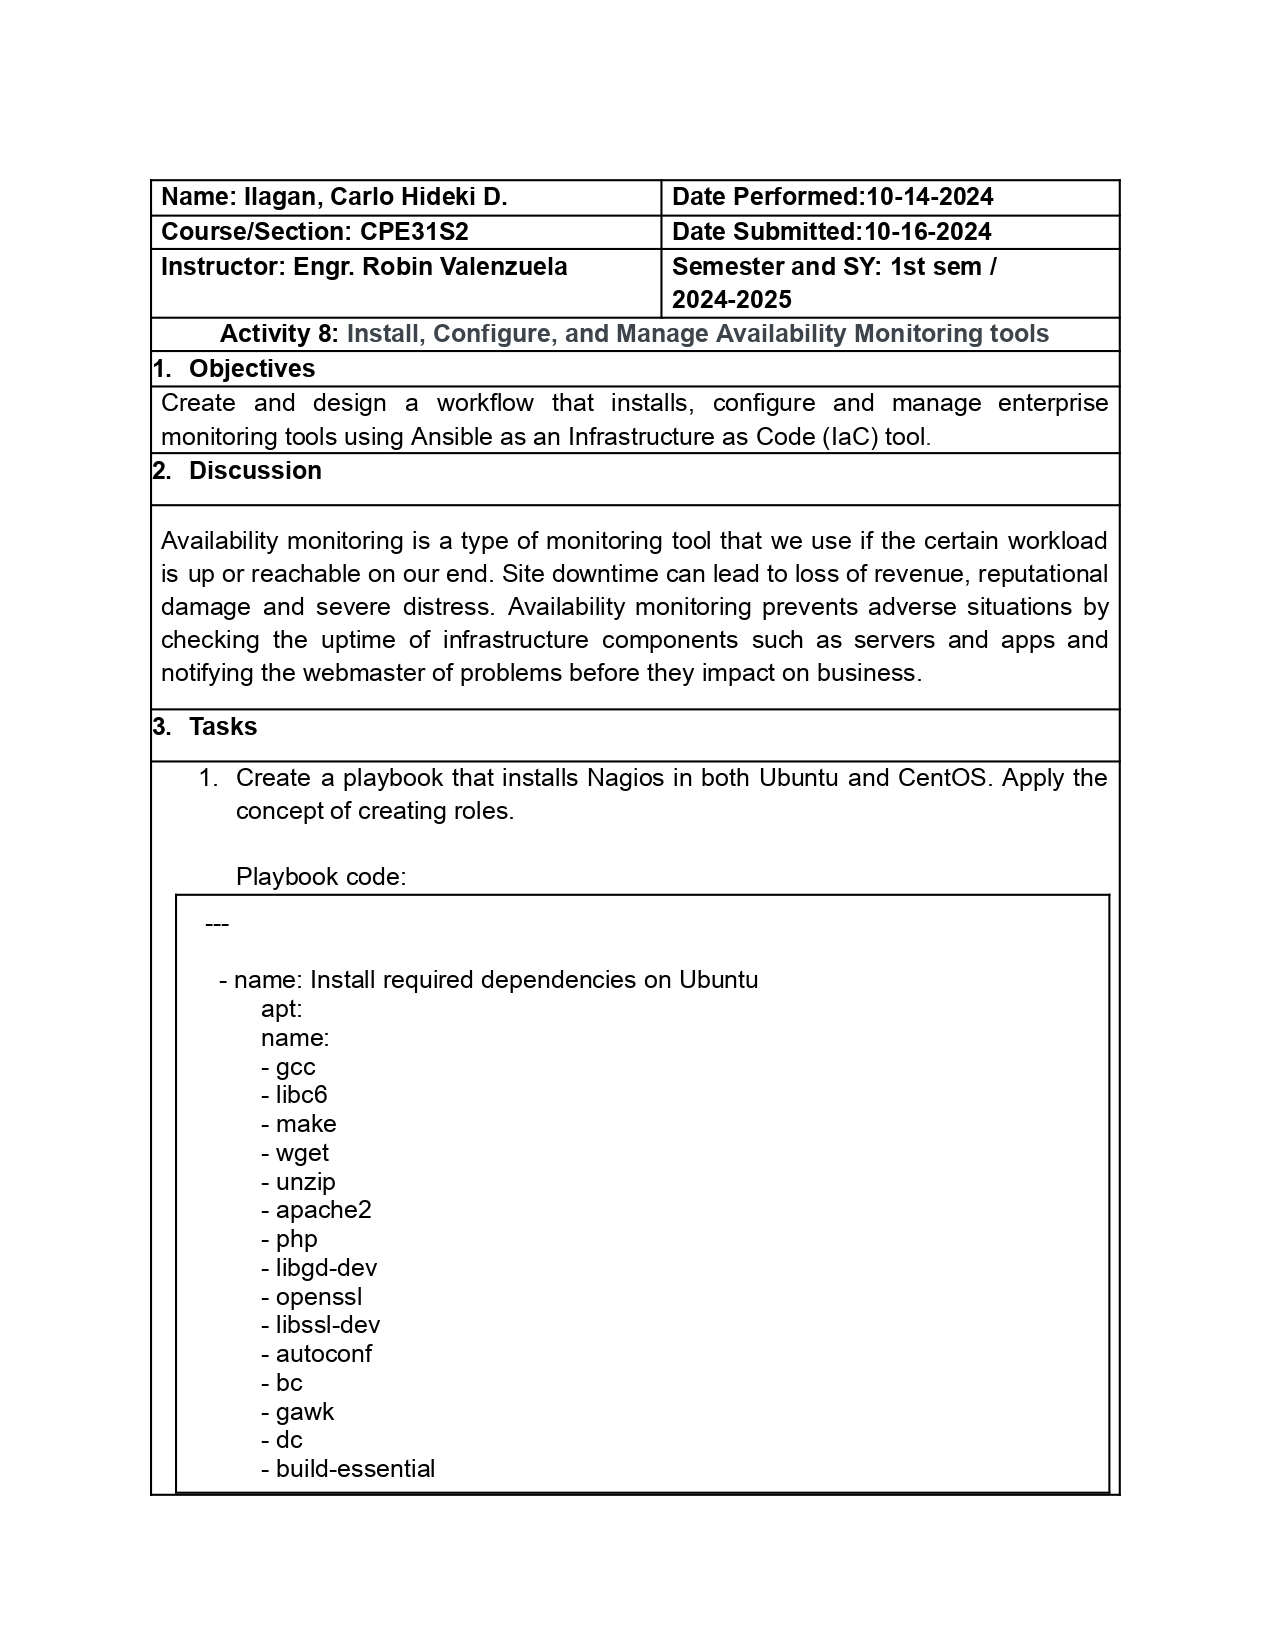 Name: Ilagan, Carlo Hideki D.
Date Performed:10-14-2024
Course/Section: CPE31S2
Date Submitted:10-16-2024
Instructor: Engr. Robin Valenzuela
Semester and SY: 1st sem /
2024-2025
Activity 8: Install, Configure, and Manage Availability Monitoring tools
1. Objectives
Create and design a workflow that installs, configure and manage enterprise
monitoring tools using Ansible as an Infrastructure as Code (IaC) tool.
2. Discussion
Availability monitoring is a type of monitoring tool that we use if the certain workload
is up or reachable on our end. Site downtime can lead to loss of revenue, reputational
damage and severe distress. Availability monitoring prevents adverse situations by
checking the uptime of infrastructure components such as servers and apps and
notifying the webmaster of problems before they impact on business.
3. Tasks
1. Create a playbook that installs Nagios in both Ubuntu and CentOS. Apply the
concept of creating roles.
Playbook code:
---
- name: Install required dependencies on Ubuntu
apt:
name:
- gcc
- libc6
- make
- wget
- unzip
- apache2
- php
- libgd-dev
- openssl
- libssl-dev
- autoconf
- bc
- gawk
- dc
- build-essential